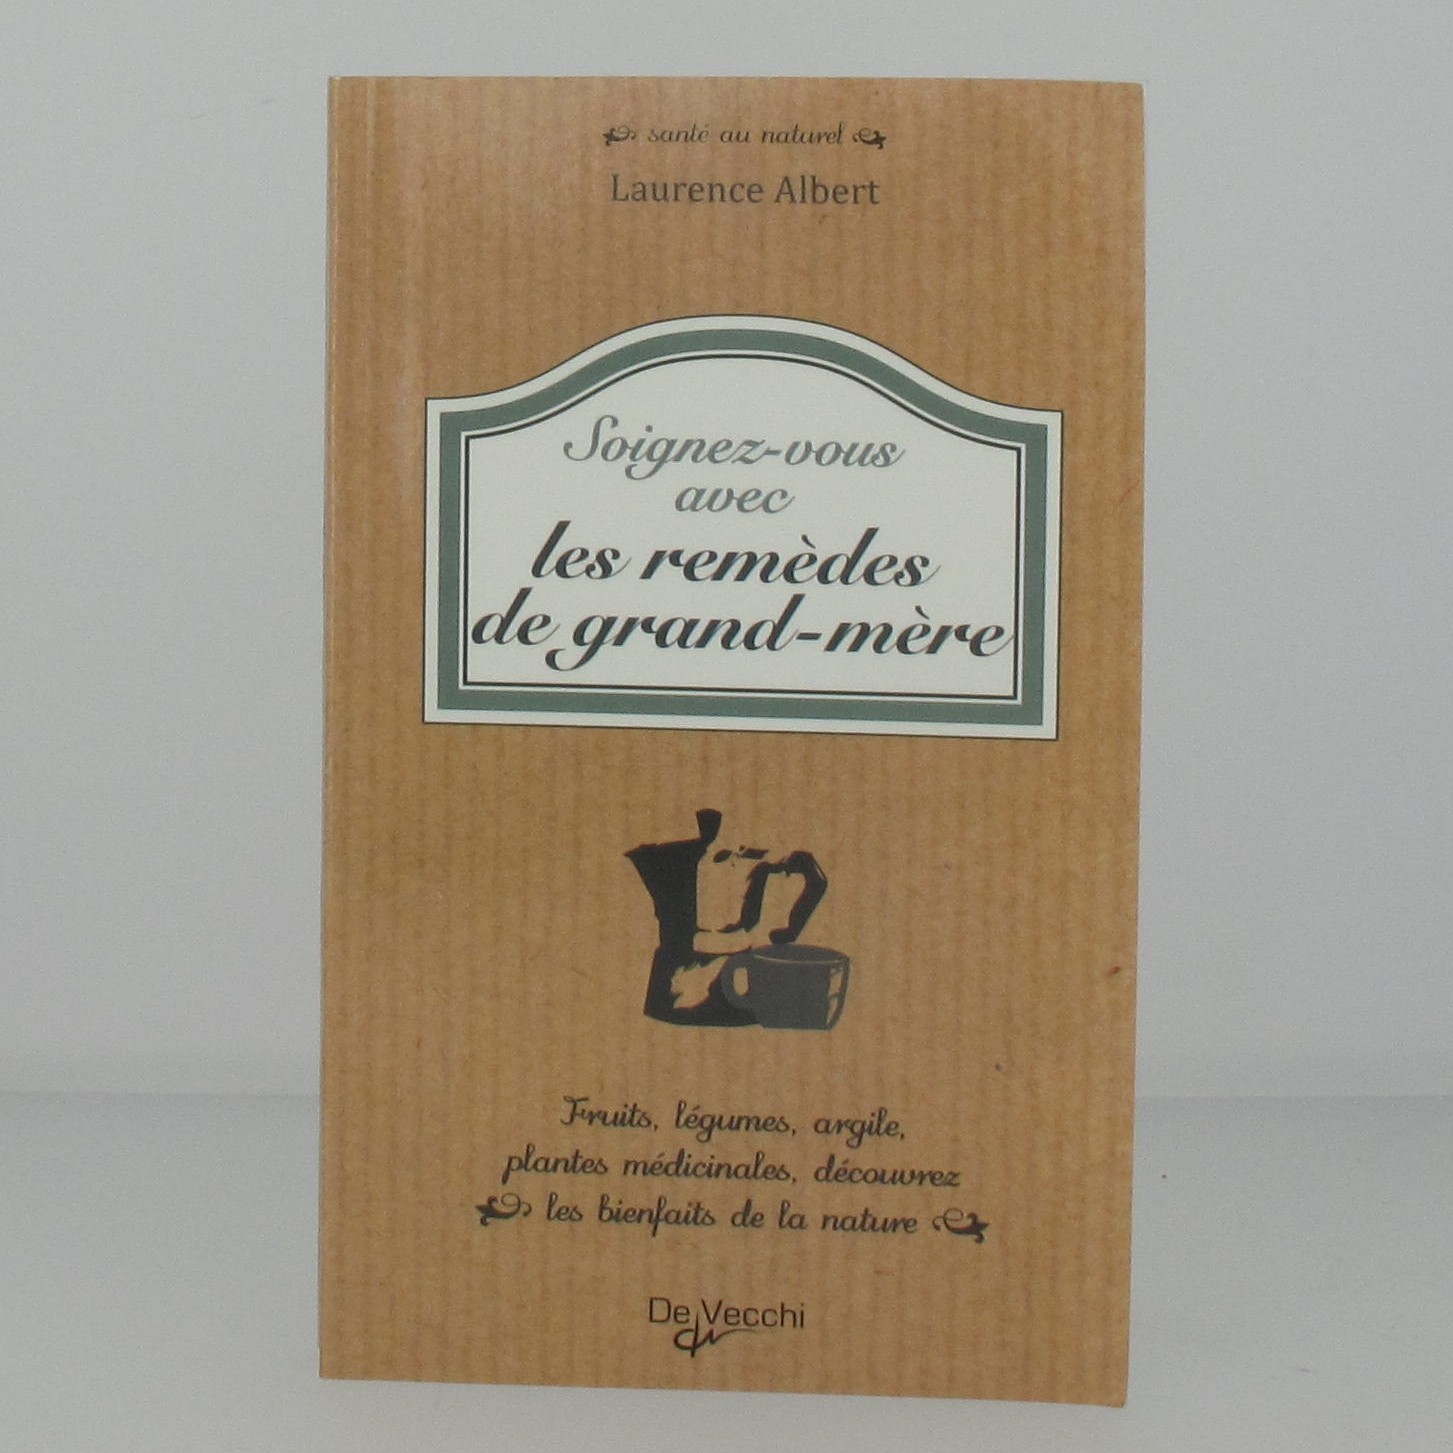 santé au naturel
Laurence Albert
Soignez-vous
avec
les remèdes
de grand-mère
Fruits, légumes, argile,
plantes médicinales, découvrez
les bienfaits de la nature
De Vecchi